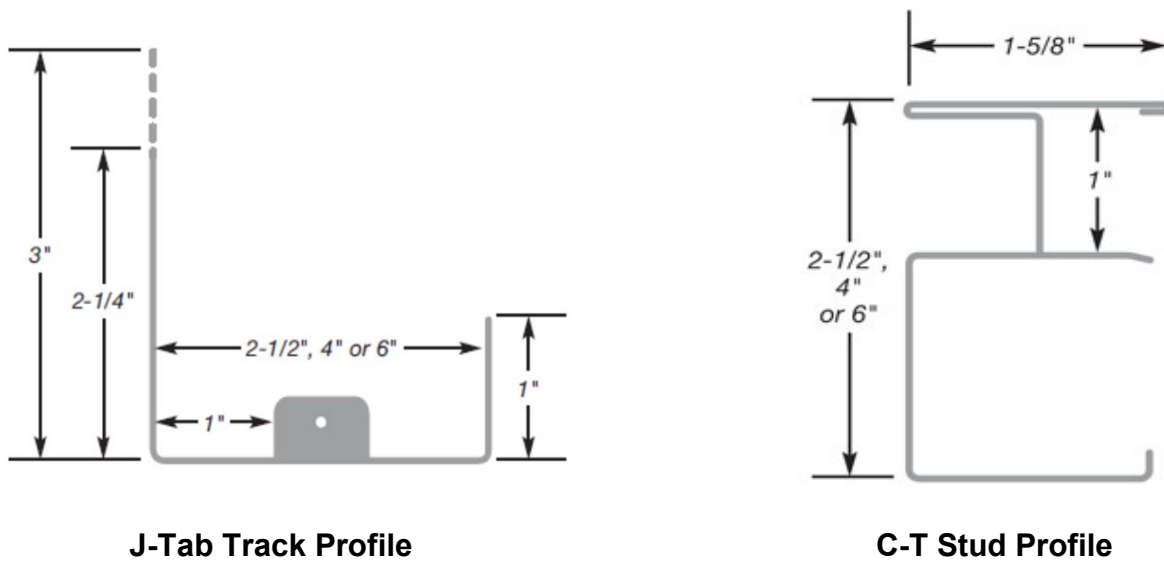 3"
2-1/4"
2-1/2", 4" or 6"
1"
1"
J-Tab Track Profile
1-5/8"
1"
2-1/2",
4"
or 6"
C-T Stud Profile